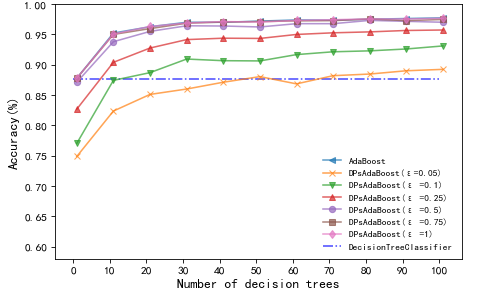 1.00
0.95
0.90
0.85
0.80
0.75
0.70
0.65
0.60
Accuracy(%)
AdaBoost
DPsAdaBoost(ε=0.05)
DPsAdaBoost(ε =0.1)
DPsAdaBoost(ε =0.25)
DPsAdaBoost(ε =0.5)
DPsAdaBoost(ε =0.75)
DPsAdaBoost(ε =1)
DecisionTreeClassifier
0 10 20 30 40 50 60 70 80 90 100
Number of decision trees